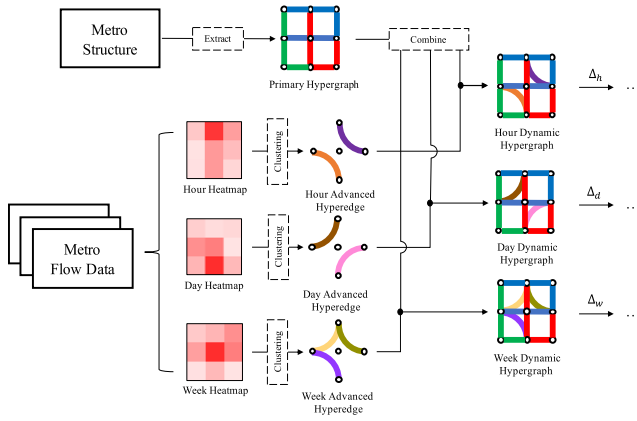 Metro
Structure
Extract
Combine
Primary Hypergraph
Δh
...
Hour Dynamic
Hypergraph
Clustering
Hour Heatmap
Hour Advanced
Hyperedge
Δd
...
Day Dynamic
Hypergraph
Metro
Flow Data
Clustering
Day Heatmap
Day Advanced
Hyperedge
Δw
...
Week Dynamic
Hypergraph
Clustering
Week Heatmap
Week Advanced
Hyperedge